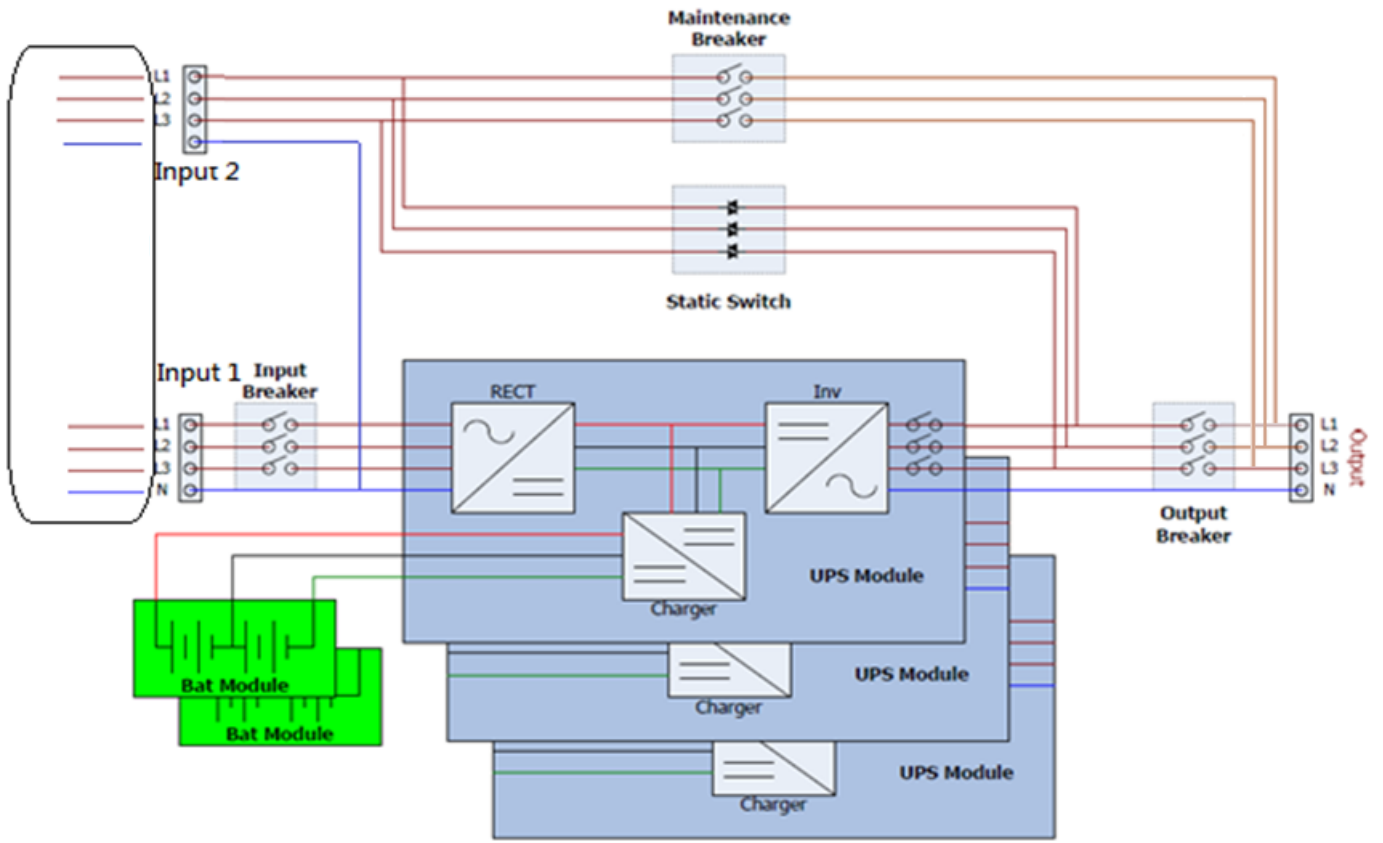 Maintenance
Breaker
L1
L2
L3
Input 2
Static Switch
Input 1
Input
Breaker
RECT
Inv
L1
L2
L3
N
L1
L2
L3
N
Output
Output
Breaker
UPS Module
Charger
Bat Module
UPS Module
Charger
Bat Module
UPS Module
Charger